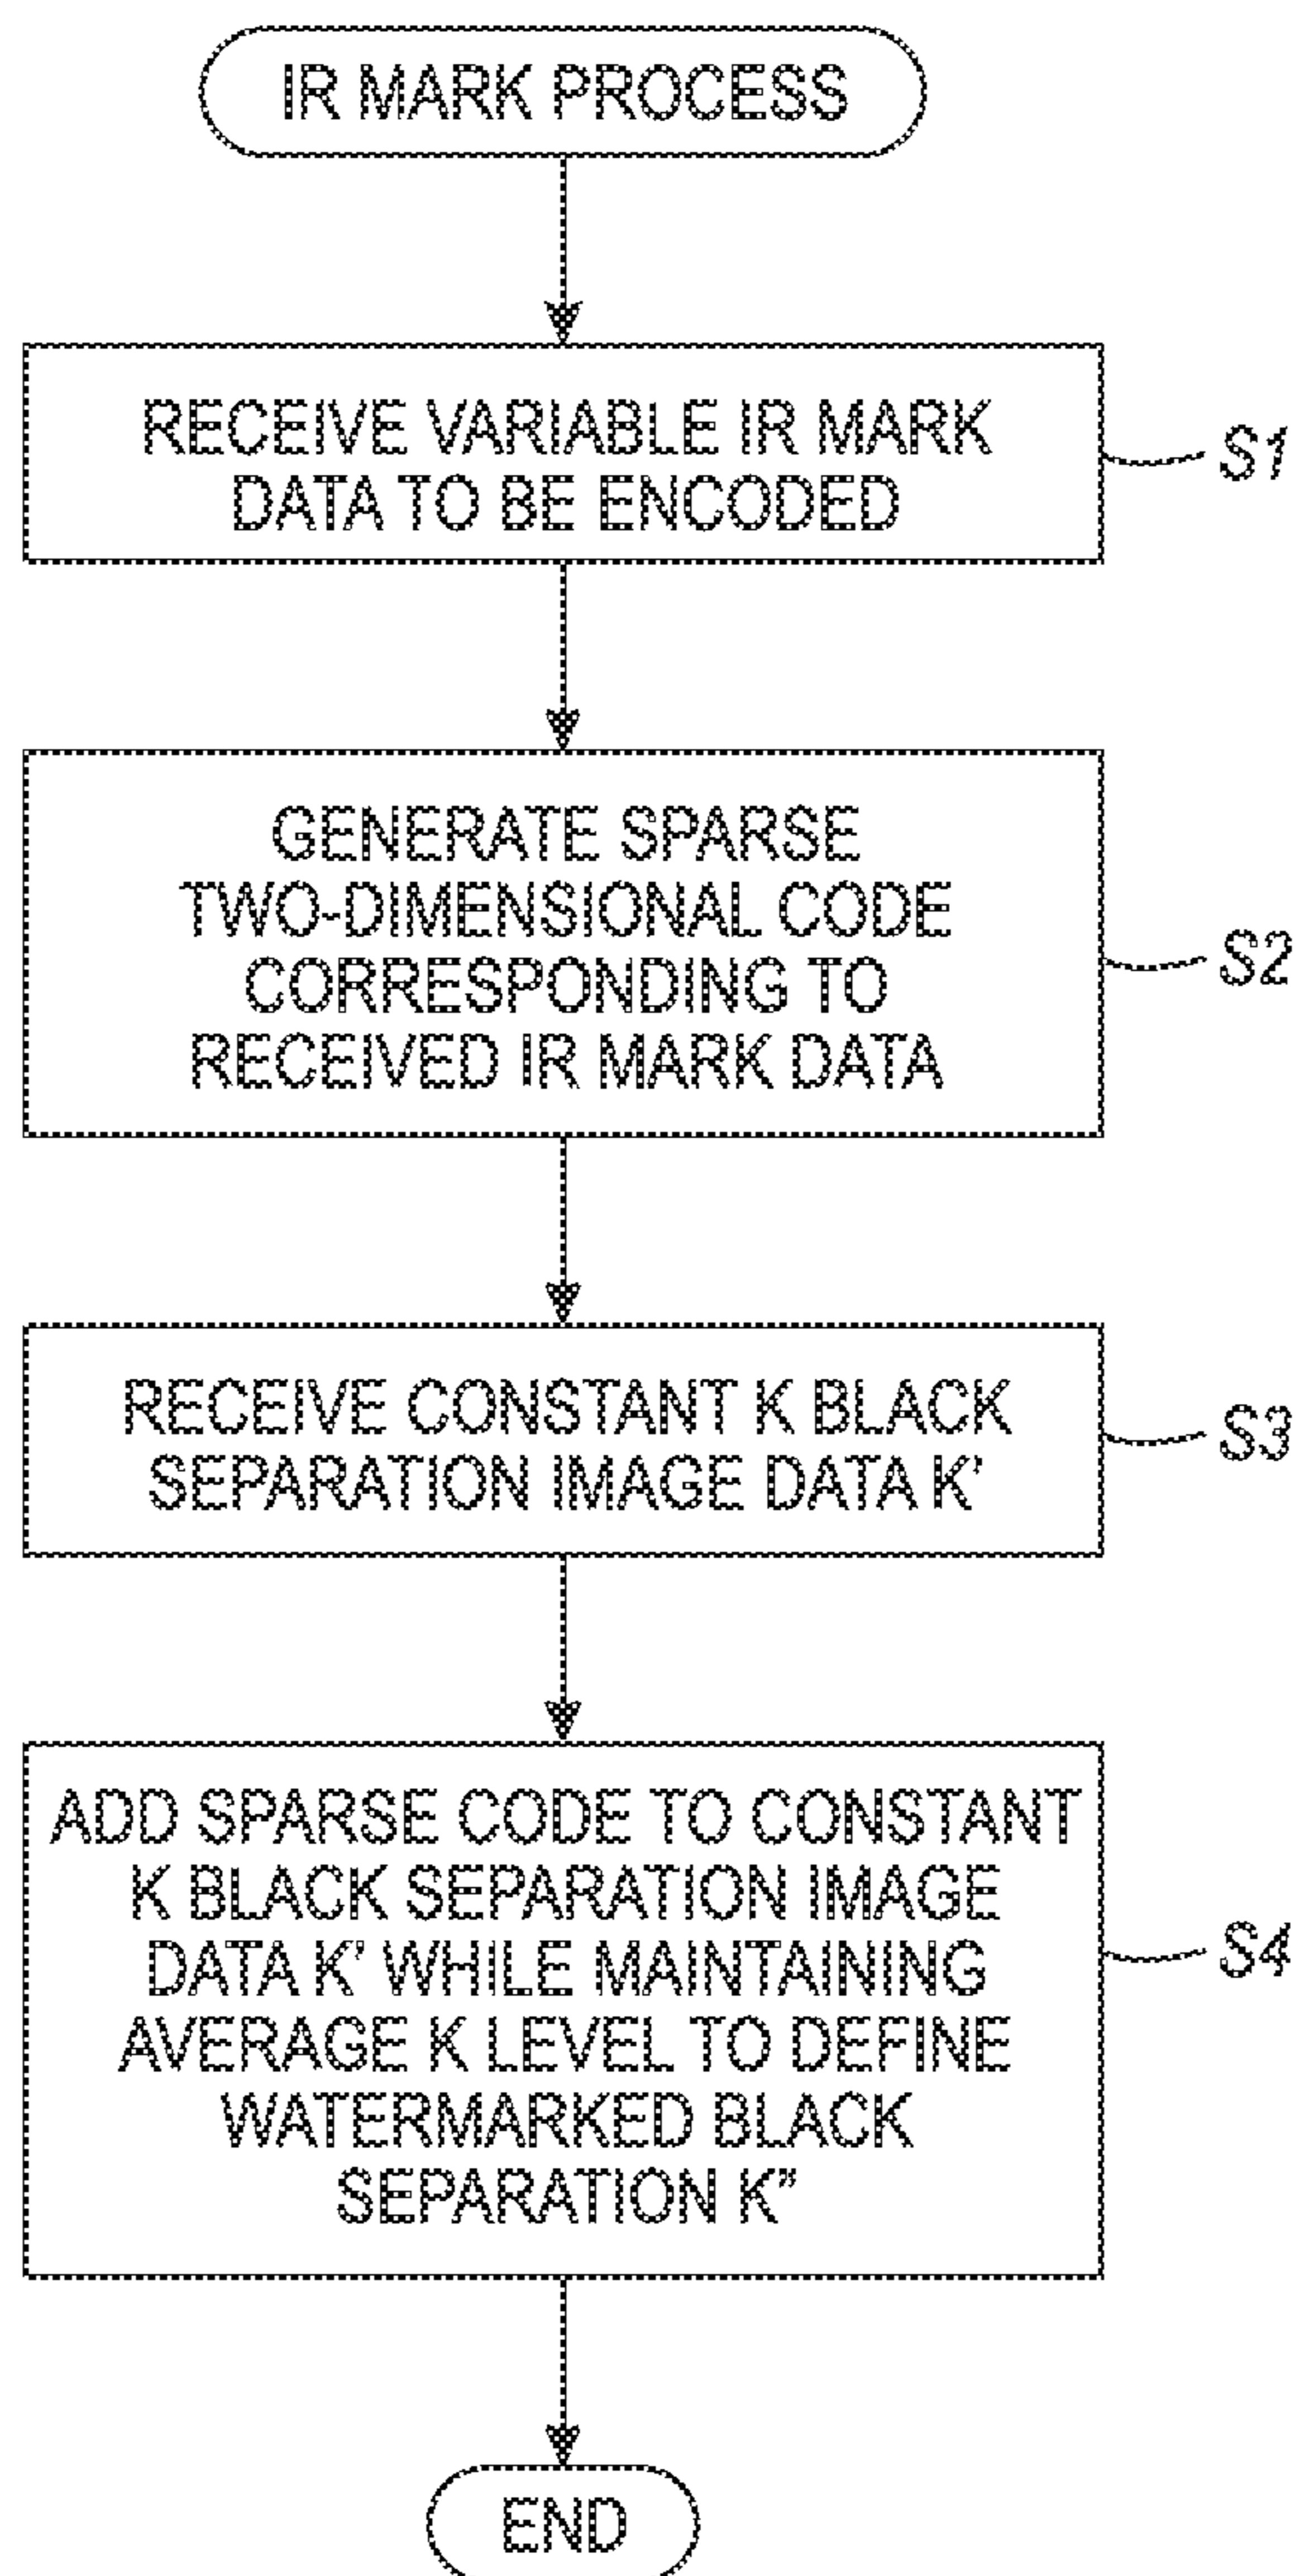 IR MARK PROCESS
RECEIVE VARIABLE IR MARK
DATA TO BE ENCODED
S1
GENERATE SPARSE
TWO-DIMENSIONAL CODE
CORRESPONDING TO
RECEIVED IR MARK DATA
S2
RECEIVE CONSTANT K BLACK
SEPARATION IMAGE DATA K'
S3
ADD SPARSE CODE TO CONSTANT
K BLACK SEPARATION IMAGE
DATA K' WHILE MAINTAINING
AVERAGE K LEVEL TO DEFINE
WATERMARKED BLACK
SEPARATION K"
S4
END